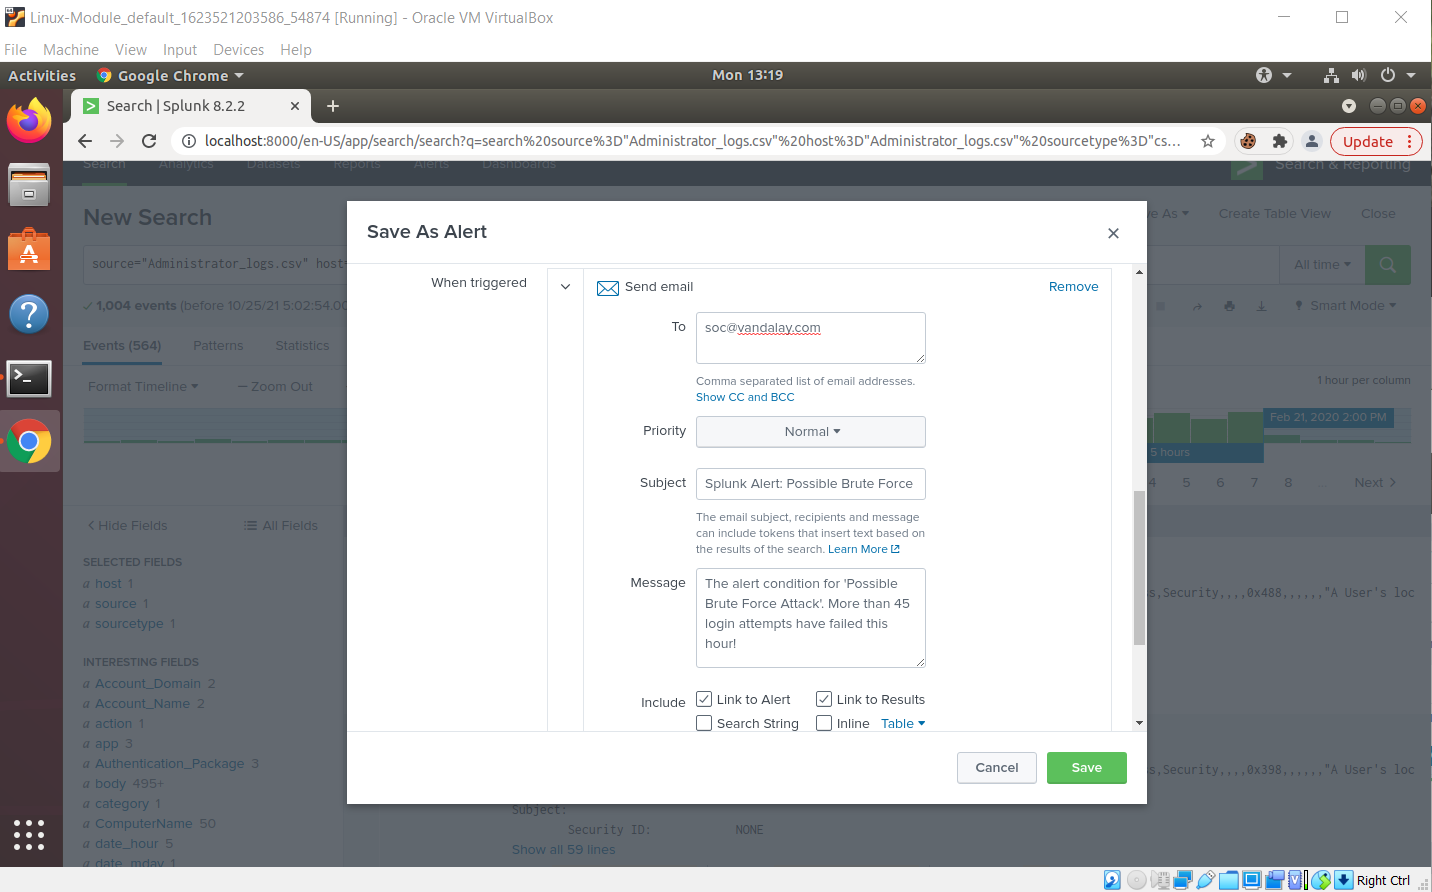 Linux-Module_default_1623521203586_54874 [Running] - Oracle VM VirtualBox
File Machine View Input Devices Help
Activities Google Chrome Mon 13:19
Search | Splunk 8.2.2
localhost:8000/en-US/app/search/search?q=search%20source%3D"Administrator_logs.csv"%20host%3D"Administrator_logs.csv"%20sourcetype%3D"cs... Update
Search Analytics Datasets Reports Alerts Dashboards Search & Reporting
New Search
ve As Create Table View Close
source="Administrator_logs.csv" host= All time
1,004 events (before 10/25/21 5:02:54.00 Smart Mode
Events (564) Patterns Statistics
Format Timeline — Zoom Out
1 hour per column
Feb 21, 2020 2:00 PM
5 hours
4 5 6 7 8 ... Next >
< Hide Fields All Fields
SELECTED FIELDS
a host 1
a source 1
a sourcetype 1
INTERESTING FIELDS
a Account_Domain 2
a Account_Name 2
a action 1
a app 3
a Authentication_Package 3
a body 495+
a category 1
a ComputerName 50
a date_hour 5
a date_mday 1
Save As Alert
When triggered
Send email
Remove
To
soc@vandalay.com
Comma separated list of email addresses.
Show CC and BCC
Priority
Normal
Subject
Splunk Alert: Possible Brute Force
The email subject, recipients and message
can include tokens that insert text based on
the results of the search. Learn More
Message
The alert condition for 'Possible
Brute Force Attack'. More than 45
login attempts have failed this
hour!
Include
Link to Alert Link to Results
Search String Inline Table
Cancel Save
s,Security,,,,0x488,,,,,,"A User's loc
s,Security,,,,0x398,,,,,,"A User's loc
Subject:
Security ID: NONE
Show all 59 lines
Right Ctrl